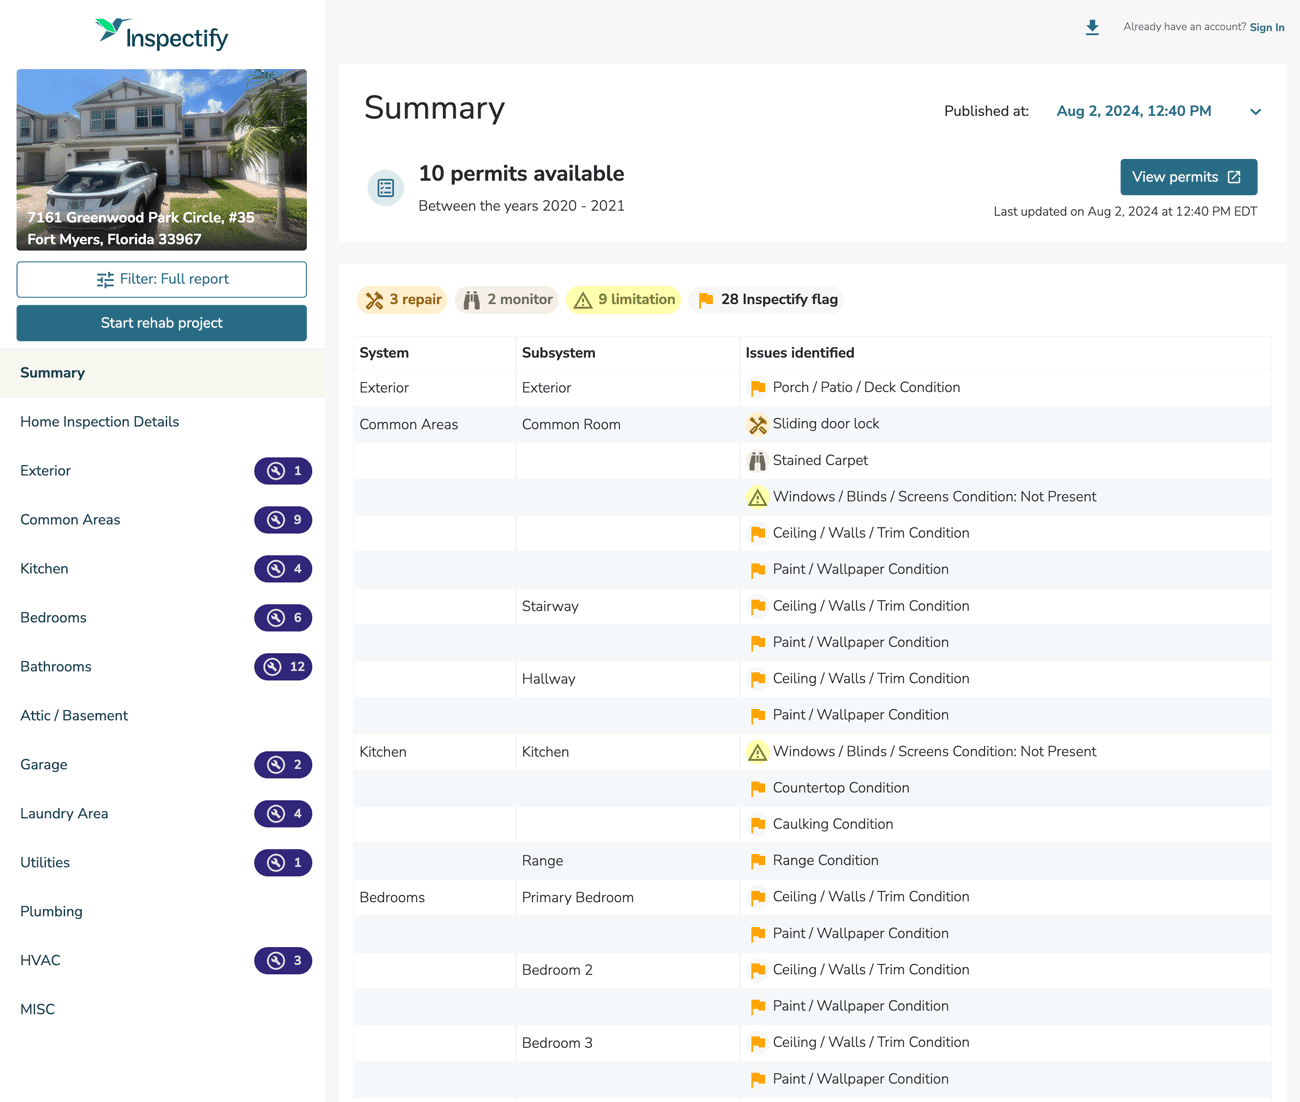 Inspectify
7161 Greenwood Park Circle, #35
Fort Myers, Florida 33967
Filter: Full report
Start rehab project
Summary
Home Inspection Details
Exterior 1
Common Areas 9
Kitchen 4
Bedrooms 6
Bathrooms 12
Attic / Basement
Garage 2
Laundry Area 4
Utilities 1
Plumbing
HVAC 3
MISC
Already have an account? Sign In
Summary
Published at: Aug 2, 2024, 12:40 PM
10 permits available
Between the years 2020 - 2021
View permits
Last updated on Aug 2, 2024 at 12:40 PM EDT
3 repair 2 monitor 9 limitation 28 Inspectify flag
System Subsystem Issues identified
Exterior Exterior Porch / Patio / Deck Condition
Common Areas Common Room Sliding door lock
Stained Carpet
Windows / Blinds / Screens Condition: Not Present
Ceiling / Walls / Trim Condition
Paint / Wallpaper Condition
Stairway Ceiling / Walls / Trim Condition
Paint / Wallpaper Condition
Hallway Ceiling / Walls / Trim Condition
Paint / Wallpaper Condition
Kitchen Kitchen Windows / Blinds / Screens Condition: Not Present
Countertop Condition
Caulking Condition
Range Range Condition
Bedrooms Primary Bedroom Ceiling / Walls / Trim Condition
Paint / Wallpaper Condition
Bedroom 2 Ceiling / Walls / Trim Condition
Paint / Wallpaper Condition
Bedroom 3 Ceiling / Walls / Trim Condition
Paint / Wallpaper Condition